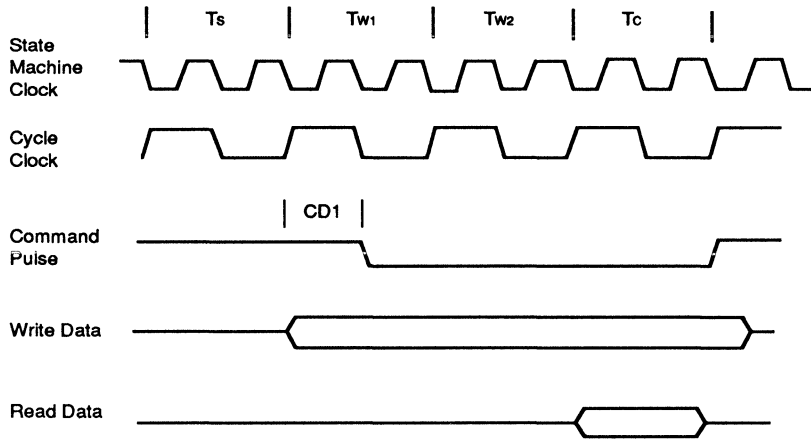 Ts Tw1 Tw2 Tc
State
Machine
Clock
Cycle
Clock
CD1
Command
Pulse
Write Data
Read Data